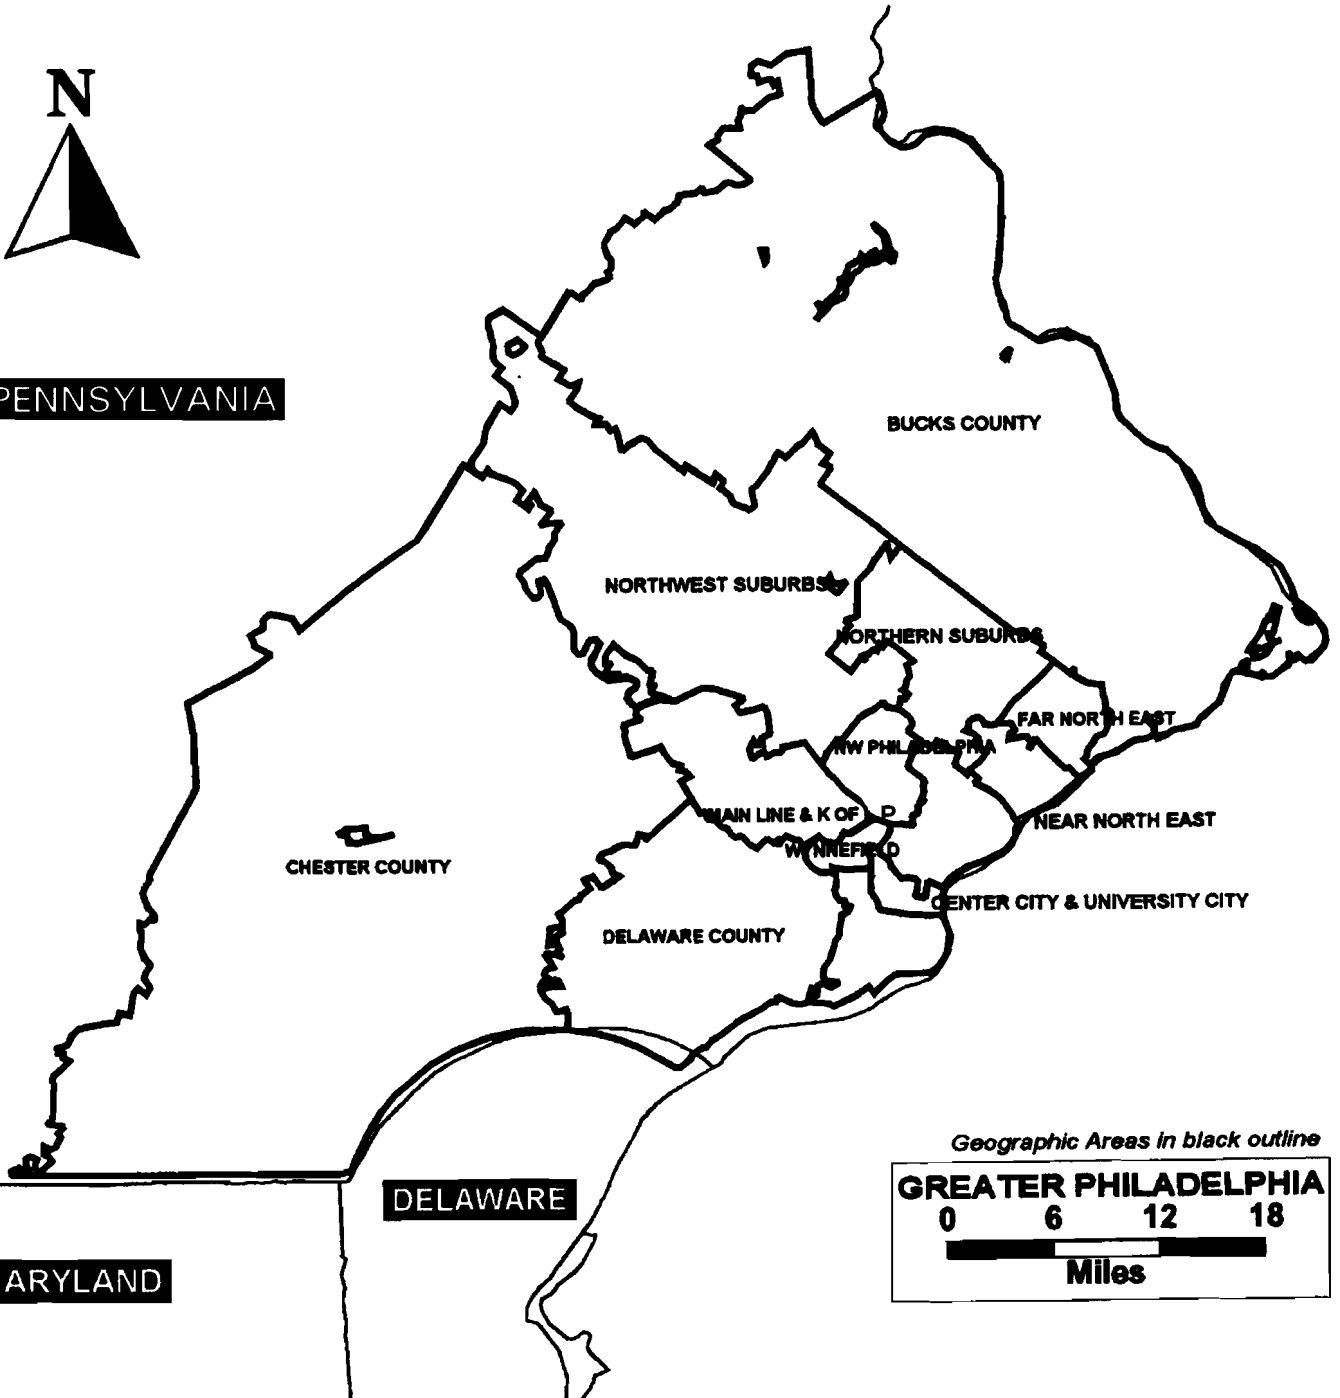 N
PENNSYLVANIA
BUCKS COUNTY
NORTHWEST SUBURBS
NORTHERN SUBURBS
FAR NORTH EAST
NW PHILADELPHIA
MAIN LINE & K OF P
NEAR NORTH EAST
WYNNEFIELD
CHESTER COUNTY
CENTER CITY & UNIVERSITY CITY
DELAWARE COUNTY
Geographic Areas in black outline
GREATER PHILADELPHIA
0 6 12 18
Miles
DELAWARE
ARYLAND